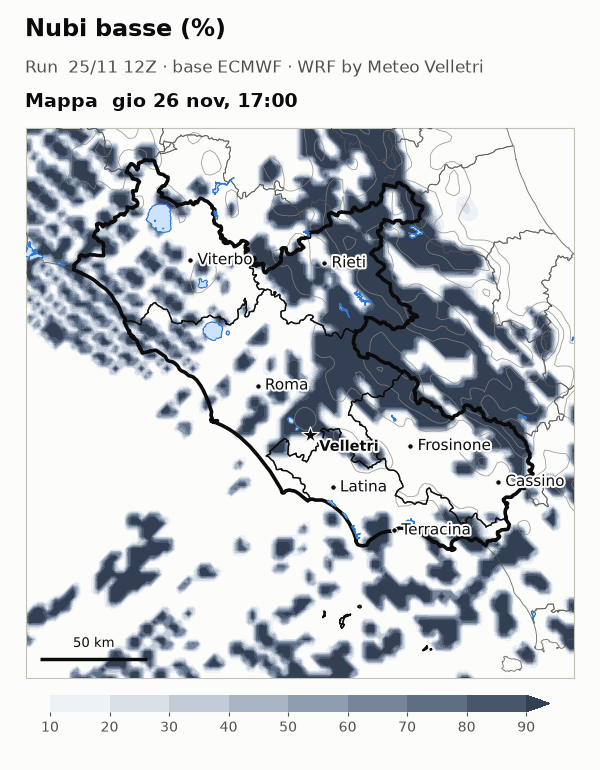 Nubi basse (%)
Run  25/11 12Z · base ECMWF · WRF by Meteo Velletri
Mappa  gio 26 nov, 17:00
Viterbo
Rieti
Roma
Velletri
Frosinone
Cassino
Latina
Terracina
50 km
10 20 30 40 50 60 70 80 90